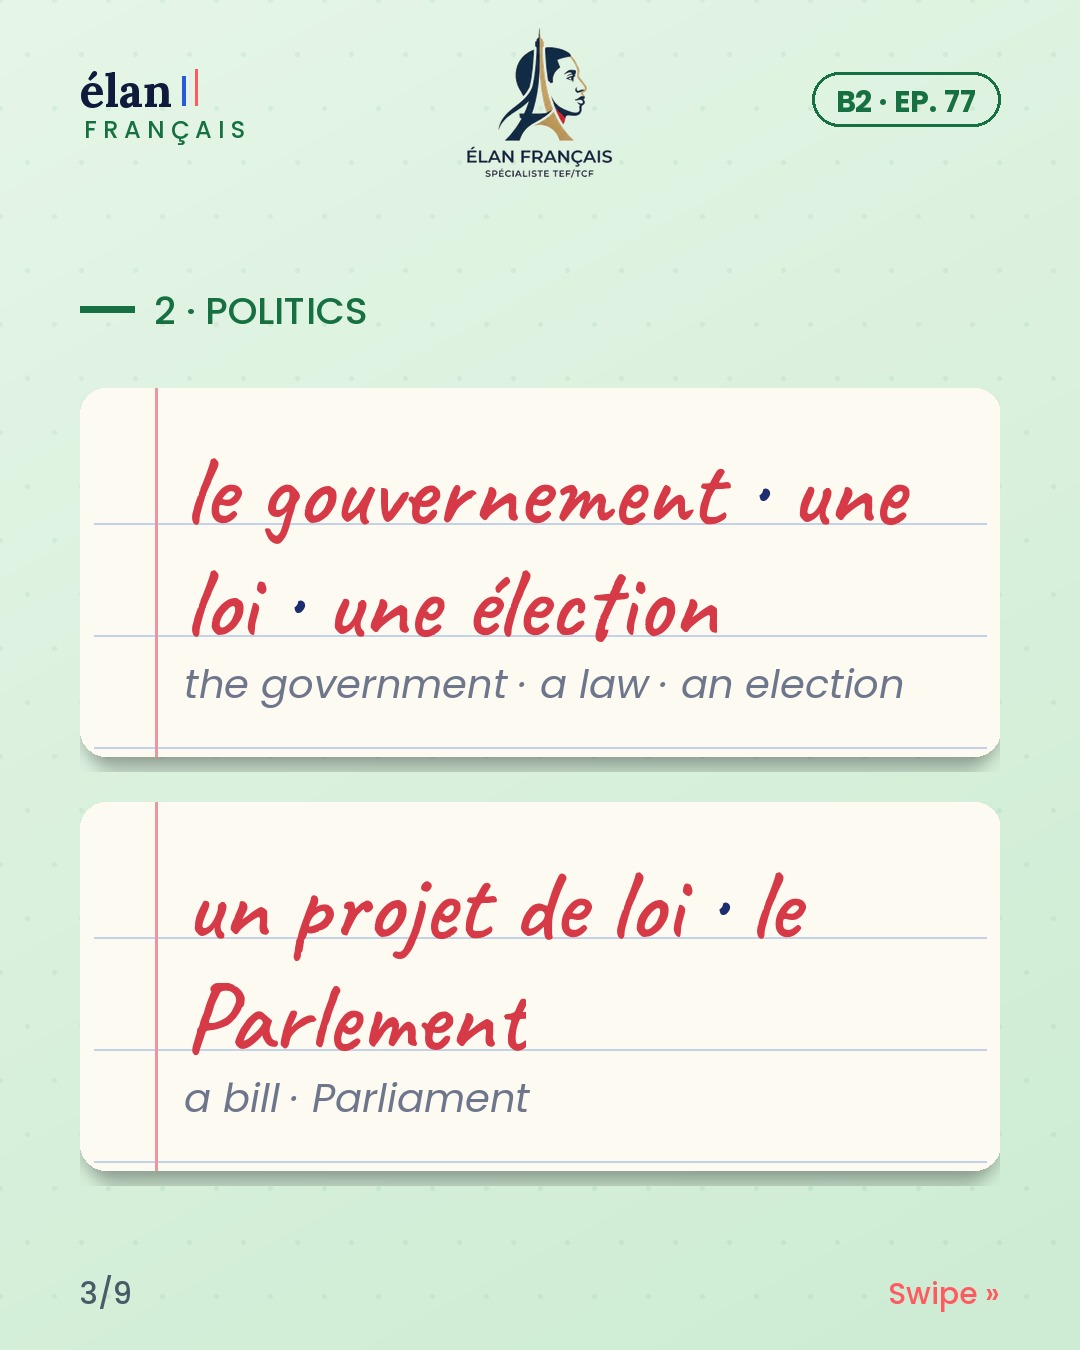 élan
FRANÇAIS
ÉLAN FRANÇAIS
SPÉCIALISTE TEF/TCF
B2 · EP. 77
2 · POLITICS
le gouvernement · une
loi · une élection
the government · a law · an election
un projet de loi · le
Parlement
a bill · Parliament
3/9
Swipe »